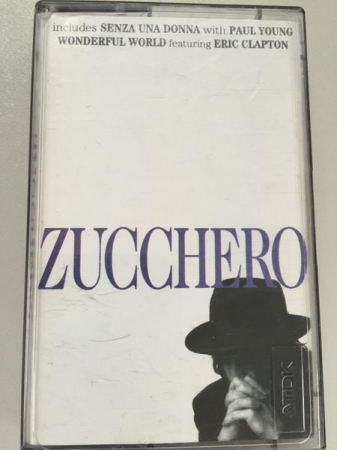 includes SENZA UNA DONNA with PAUL YOUNG
WONDERFUL WORLD featuring ERIC CLAPTON
ZUCCHERO
TDK